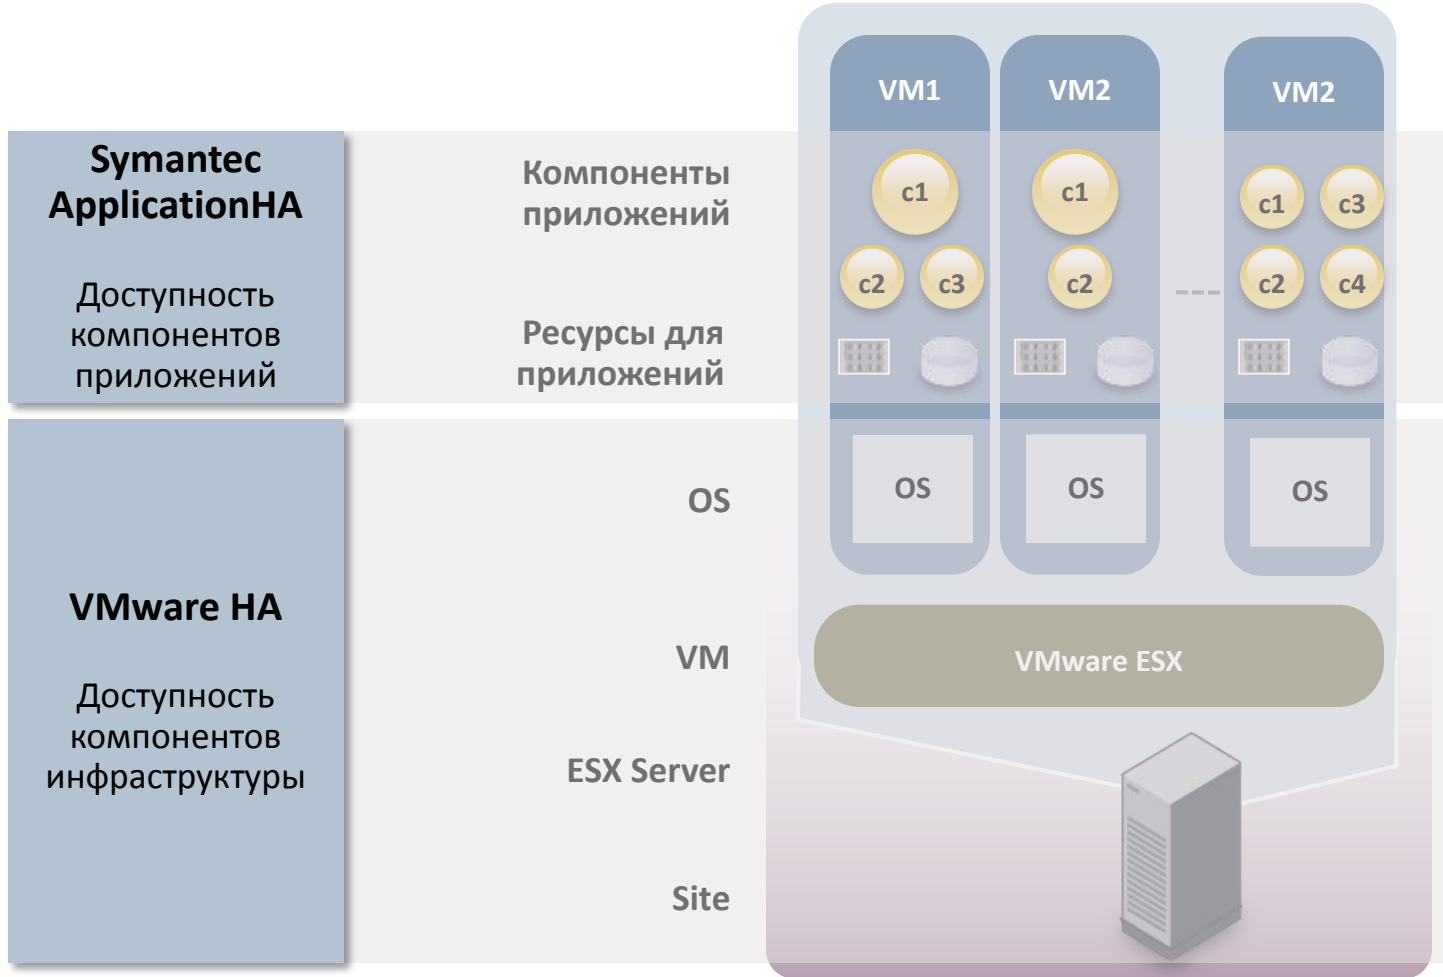 VM1 VM2 VM2
Symantec
ApplicationHA
Доступность
компонентов
приложений
Компоненты
приложений
Ресурсы для
приложений
c1 c1 c1 c3
c2 c3 c2 c2 c4
VMware HA
Доступность
компонентов
инфраструктуры
OS
VM
ESX Server
Site
OS OS OS
VMware ESX